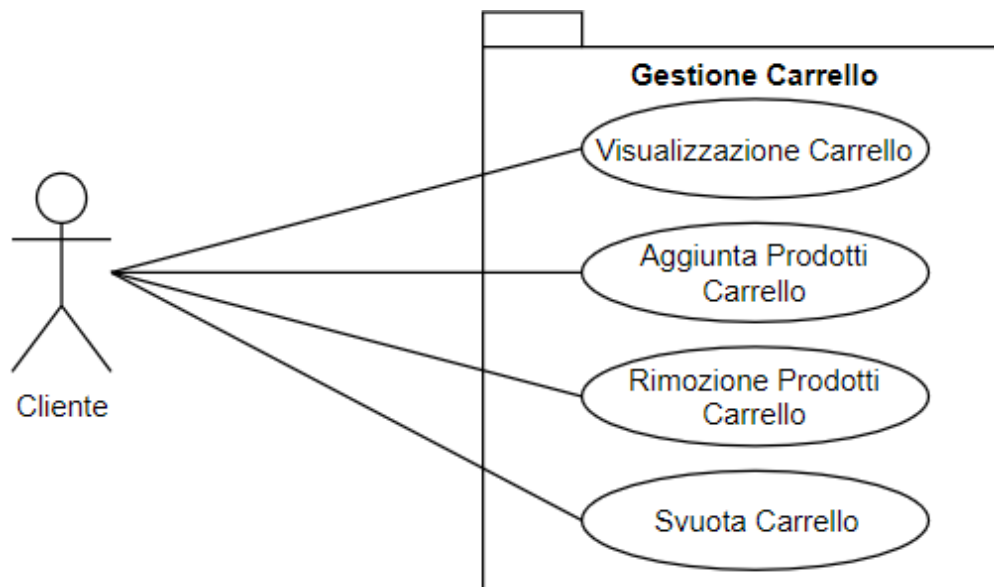 Gestione Carrello
Visualizzazione Carrello
Aggiunta Prodotti
Carrello
Rimozione Prodotti
Carrello
Svuota Carrello
Cliente